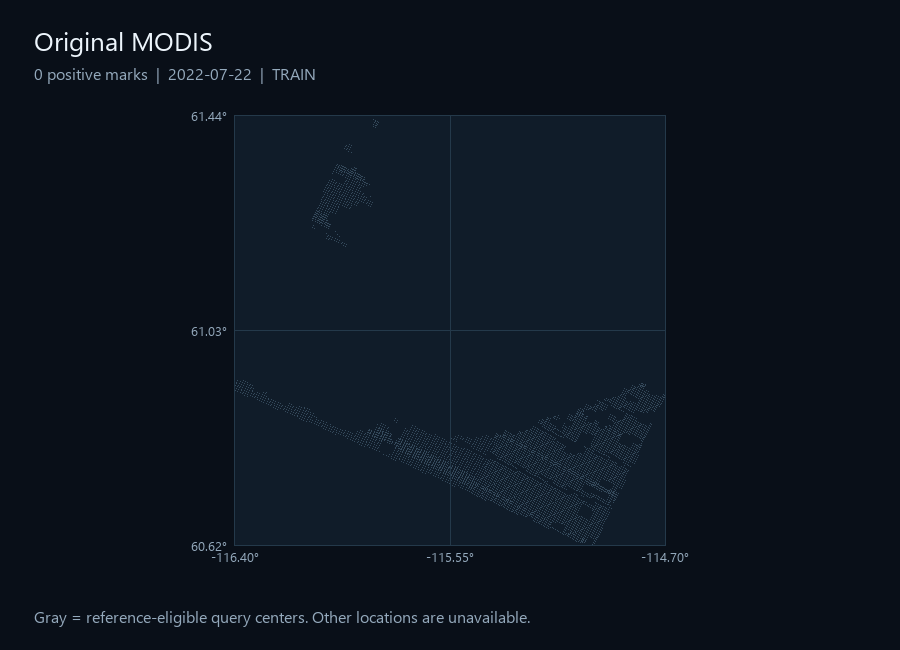 Original MODIS
0 positive marks | 2022-07-22 | TRAIN
61.44°
61.03°
60.62°
-116.40°
-115.55°
-114.70°
Gray = reference-eligible query centers. Other locations are unavailable.